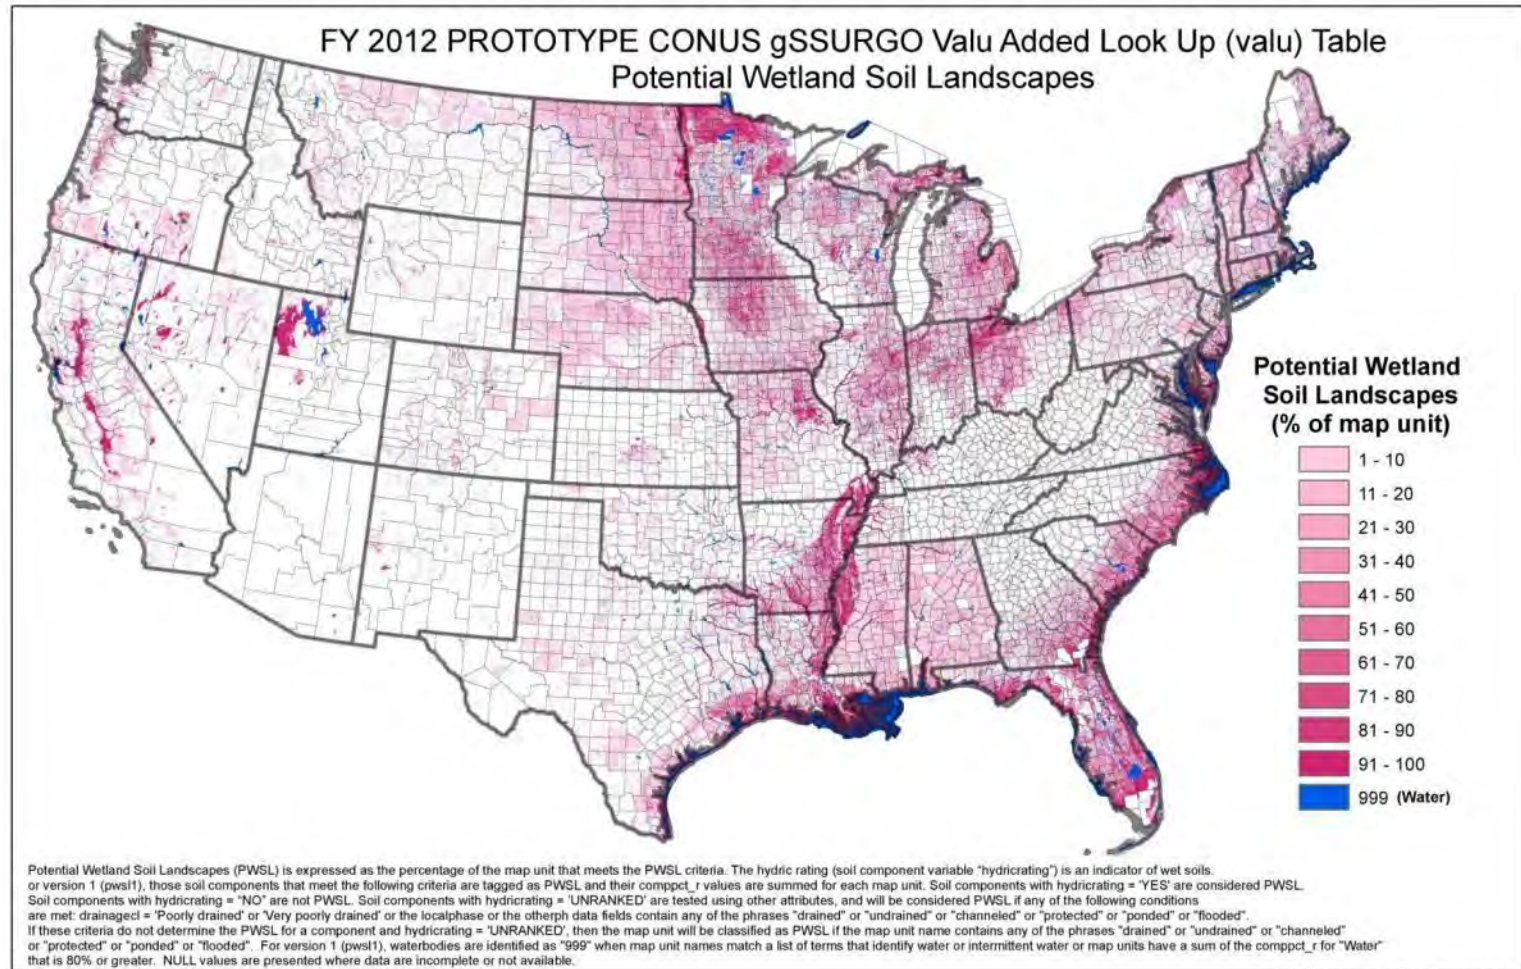 FY 2012 PROTOTYPE CONUS gSSURGO Valu Added Look Up (valu) Table
Potential Wetland Soil Landscapes
Potential Wetland
Soil Landscapes
(% of map unit)
1 - 10
11 - 20
21 - 30
31 - 40
41 - 50
51 - 60
61 - 70
71 - 80
81 - 90
91 - 100
999 (Water)
Potential Wetland Soil Landscapes (PWSL) is expressed as the percentage of the map unit that meets the PWSL criteria. The hydric rating (soil component variable "hydricrating") is an indicator of wet soils.
or version 1 (pwsl1), those soil components that meet the following criteria are tagged as PWSL and their comppct_r values are summed for each map unit. Soil components with hydricrating = 'YES' are considered PWSL.
Soil components with hydricrating = "NO" are not PWSL. Soil components with hydricrating = 'UNRANKED' are tested using other attributes, and will be considered PWSL if any of the following conditions
are met: drainagecl = 'Poorly drained' or 'Very poorly drained' or the localphase or the otherph data fields contain any of the phrases "drained" or "undrained" or "channeled" or "protected" or "ponded" or "flooded".
If these criteria do not determine the PWSL for a component and hydricrating = 'UNRANKED', then the map unit will be classified as PWSL if the map unit name contains any of the phrases "drained" or "undrained" or "channeled"
or "protected" or "ponded" or "flooded".  For version 1 (pwsl1), waterbodies are identified as "999" when map unit names match a list of terms that identify water or intermittent water or map units have a sum of the comppct_r for "Water"
that is 80% or greater.  NULL values are presented where data are incomplete or not available.